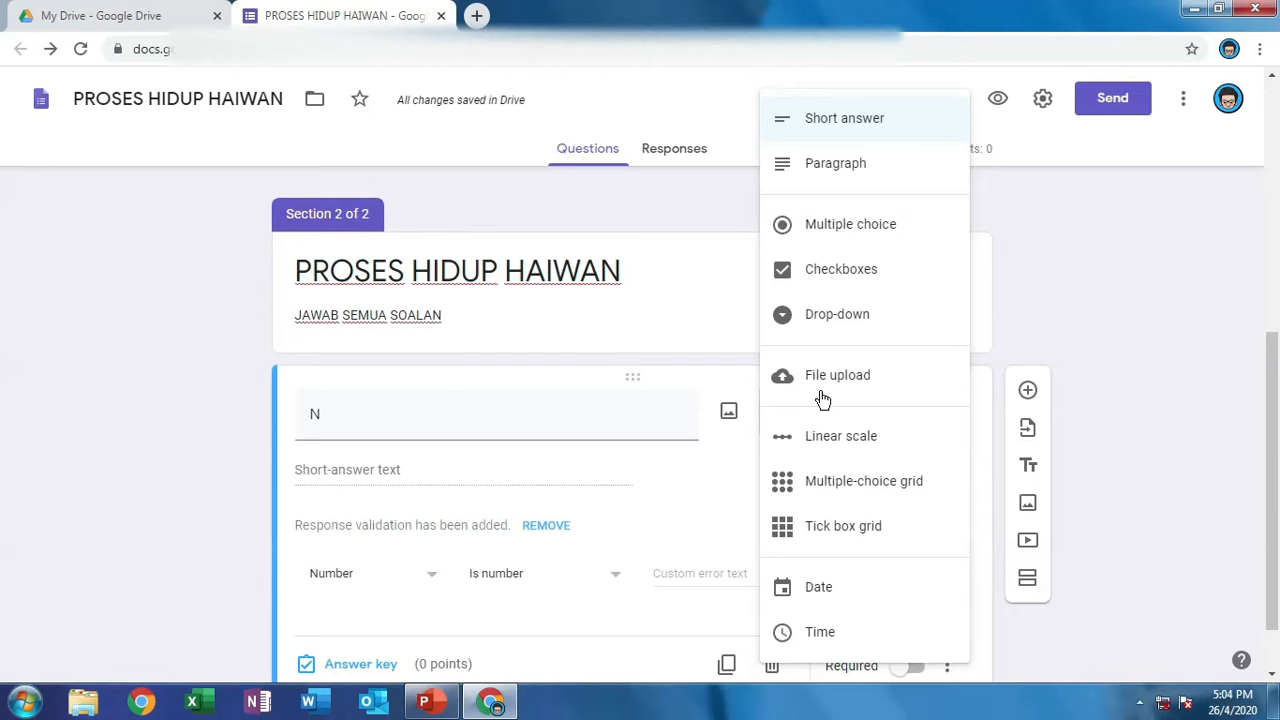 My Drive - Google Drive
PROSES HIDUP HAIWAN - Goog
docs.g
PROSES HIDUP HAIWAN
All changes saved in Drive
Send
Questions
Responses
ts: 0
Section 2 of 2
PROSES HIDUP HAIWAN
JAWAB SEMUA SOALAN
N
Short-answer text
Response validation has been added. REMOVE
Number
Is number
Custom error text
Answer key (0 points)
Required
Short answer
Paragraph
Multiple choice
Checkboxes
Drop-down
File upload
Linear scale
Multiple-choice grid
Tick box grid
Date
Time
5:04 PM
26/4/2020